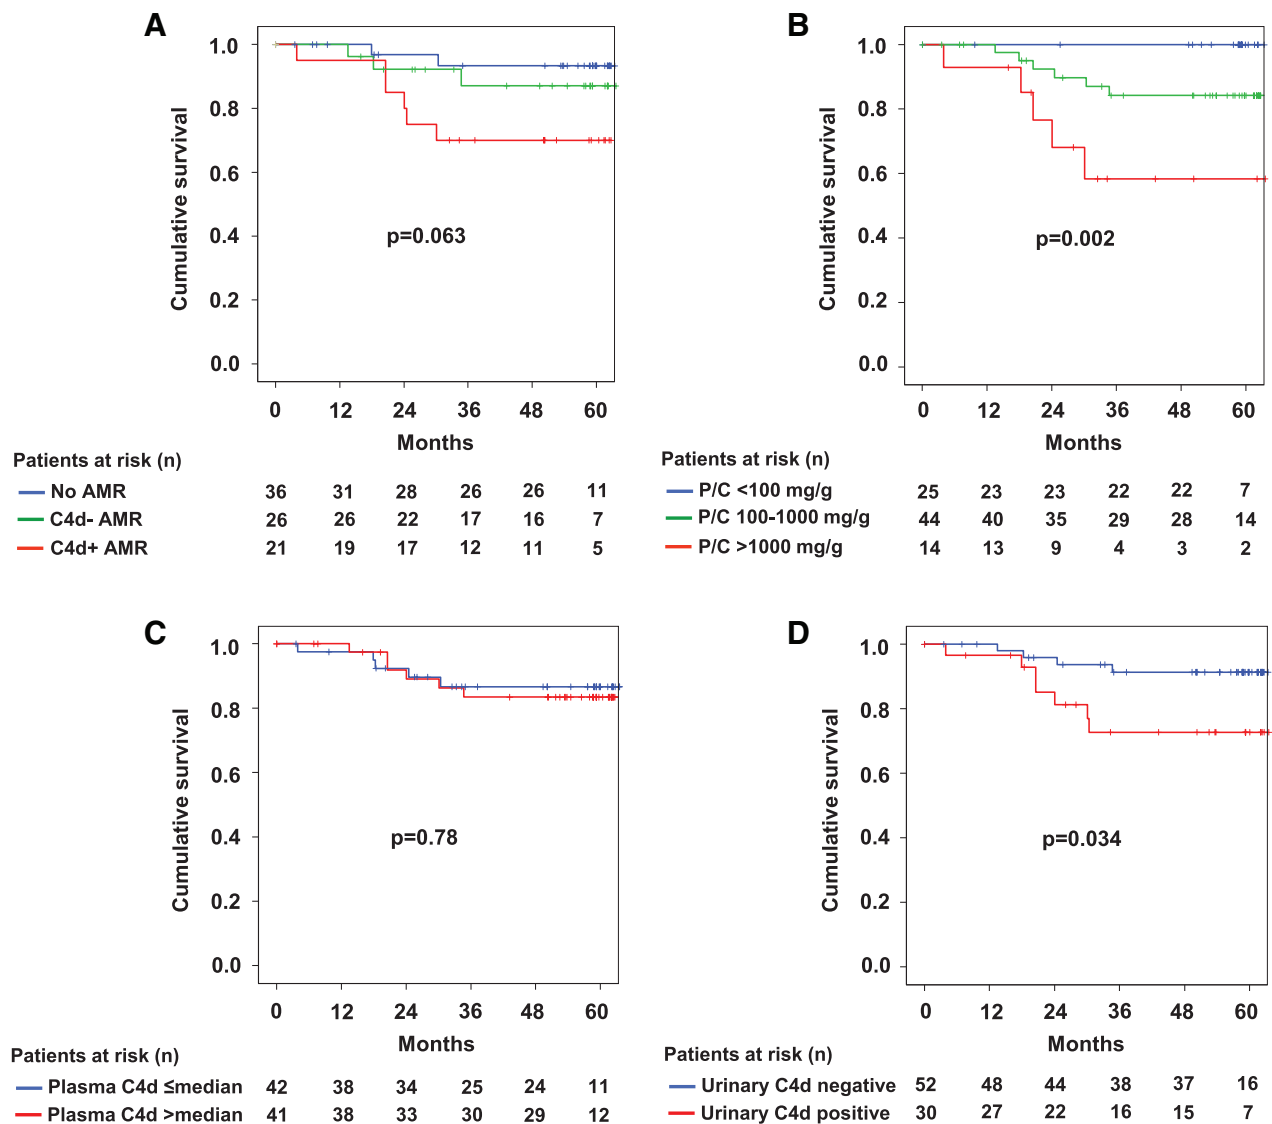 A
Cumulative survival
1.0
0.8
0.6
0.4
0.2
0.0
p=0.063
0 12 24 36 48 60
Months
Patients at risk (n)
No AMR 36 31 28 26 26 11
C4d- AMR 26 26 22 17 16 7
C4d+ AMR 21 19 17 12 11 5
B
Cumulative survival
1.0
0.8
0.6
0.4
0.2
0.0
p=0.002
0 12 24 36 48 60
Months
Patients at risk (n)
P/C <100 mg/g 25 23 23 22 22 7
P/C 100-1000 mg/g 44 40 35 29 28 14
P/C >1000 mg/g 14 13 9 4 3 2
C
Cumulative survival
1.0
0.8
0.6
0.4
0.2
0.0
p=0.78
0 12 24 36 48 60
Months
Patients at risk (n)
Plasma C4d ≤median 42 38 34 25 24 11
Plasma C4d >median 41 38 33 30 29 12
D
Cumulative survival
1.0
0.8
0.6
0.4
0.2
0.0
p=0.034
0 12 24 36 48 60
Months
Patients at risk (n)
Urinary C4d negative 52 48 44 38 37 16
Urinary C4d positive 30 27 22 16 15 7